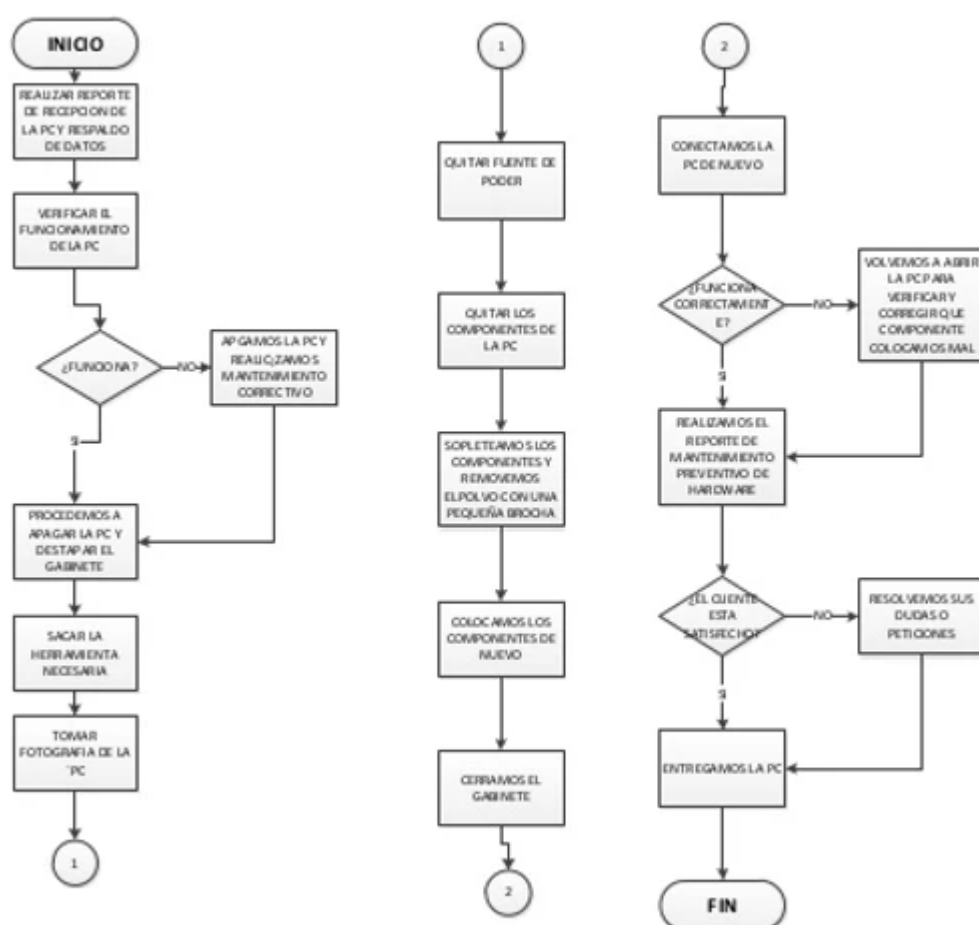 INICIO
REALIZAR REPORTE
DE RECEPCION DE
LA PC Y RESPALDO
DE DATOS
VERIFICAR EL
FUNCIONAMIENTO
DE LA PC
¿FUNCIONA?
NO
APGAMOS LA PC Y
REALIC¡ZAMOS
MANTENIMIENTO
CORRECTIVO
SI
PROCEDEMOS A
APAGAR LA PC Y
DESTAPAR EL
GABINETE
SACAR LA
HERRAMIENTA
NECESARIA
TOMAR
FOTOGRAFIA DE LA
`PC
1
1
QUITAR FUENTE DE
PODER
QUITAR LOS
COMPONENTES DE
LA PC
SOPLETEAMOS LOS
COMPONENTES Y
REMOVEMOS
EL POLVO CON UNA
PEQUEÑA BROCHA
COLOCAMOS LOS
COMPONENTES DE
NUEVO
CERRAMOS EL
GABINETE
2
2
CONECTAMOS LA
PC DE NUEVO
¿FUNCIONA
CORRECTAMENT
E?
NO
VOLVEMOS A ABRIR
LA PC PARA
VERIFICAR Y
CORREGIR QUE
COMPONENTE
COLOCAMOS MAL
SI
REALIZAMOS EL
REPORTE DE
MANTENIMIENTO
PREVENTIVO DE
HARDWARE
¿EL CLIENTE
ESTA
SATISFECHO?
NO
RESOLVEMOS SUS
DUDAS O
PETICIONES
SI
ENTREGAMOS LA PC
FIN